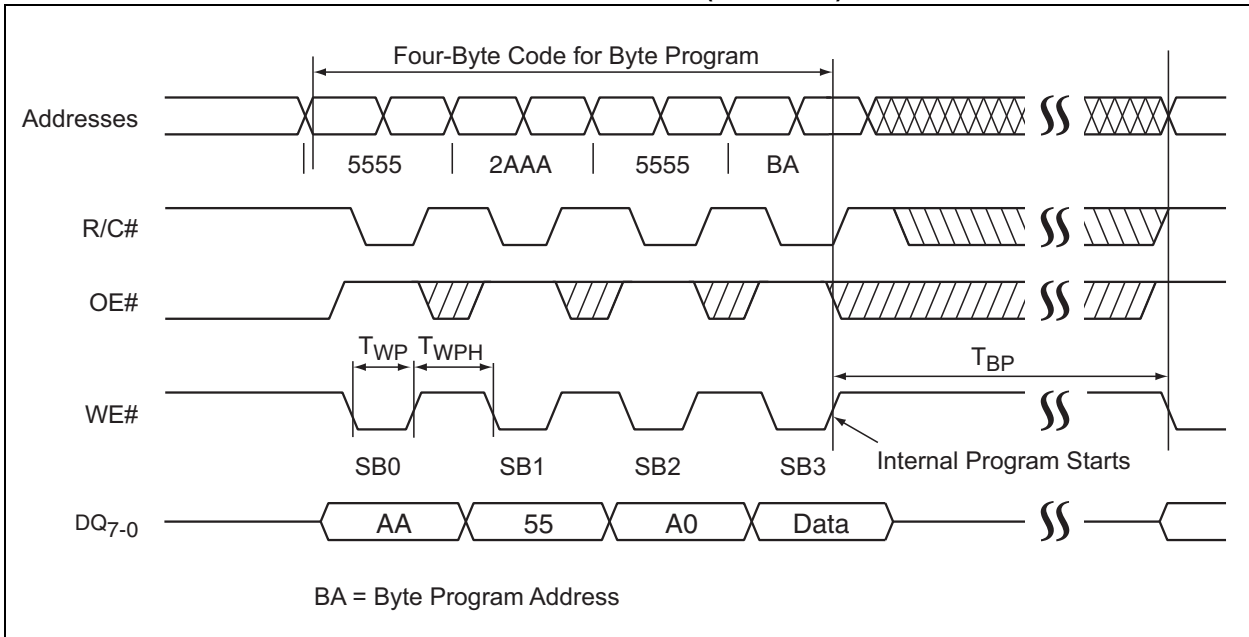 Four-Byte Code for Byte Program
Addresses
5555 2AAA 5555 BA
R/C#
OE#
TWP TWPH TBP
WE#
SB0 SB1 SB2 SB3 Internal Program Starts
DQ7-0 AA 55 A0 Data
BA = Byte Program Address